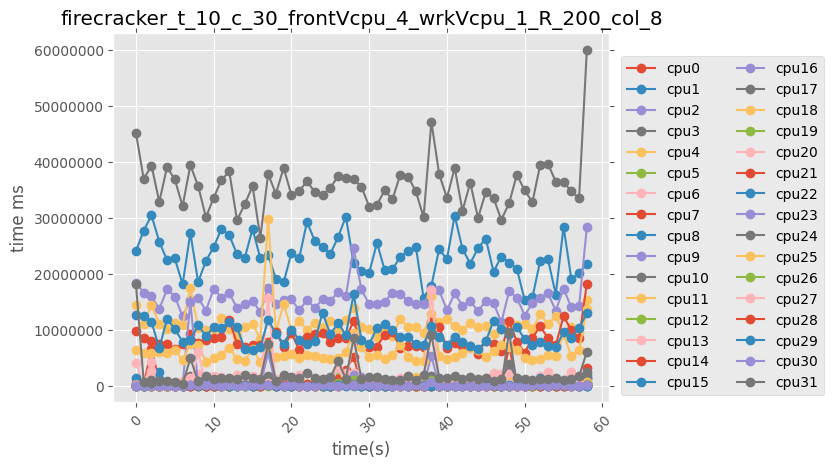 firecracker_t_10_c_30_frontVcpu_4_wrkVcpu_1_R_200_col_8
time ms
60000000
50000000
40000000
30000000
20000000
10000000
0
0
10
20
30
40
50
60
time(s)
cpu0
cpu1
cpu2
cpu3
cpu4
cpu5
cpu6
cpu7
cpu8
cpu9
cpu10
cpu11
cpu12
cpu13
cpu14
cpu15
cpu16
cpu17
cpu18
cpu19
cpu20
cpu21
cpu22
cpu23
cpu24
cpu25
cpu26
cpu27
cpu28
cpu29
cpu30
cpu31